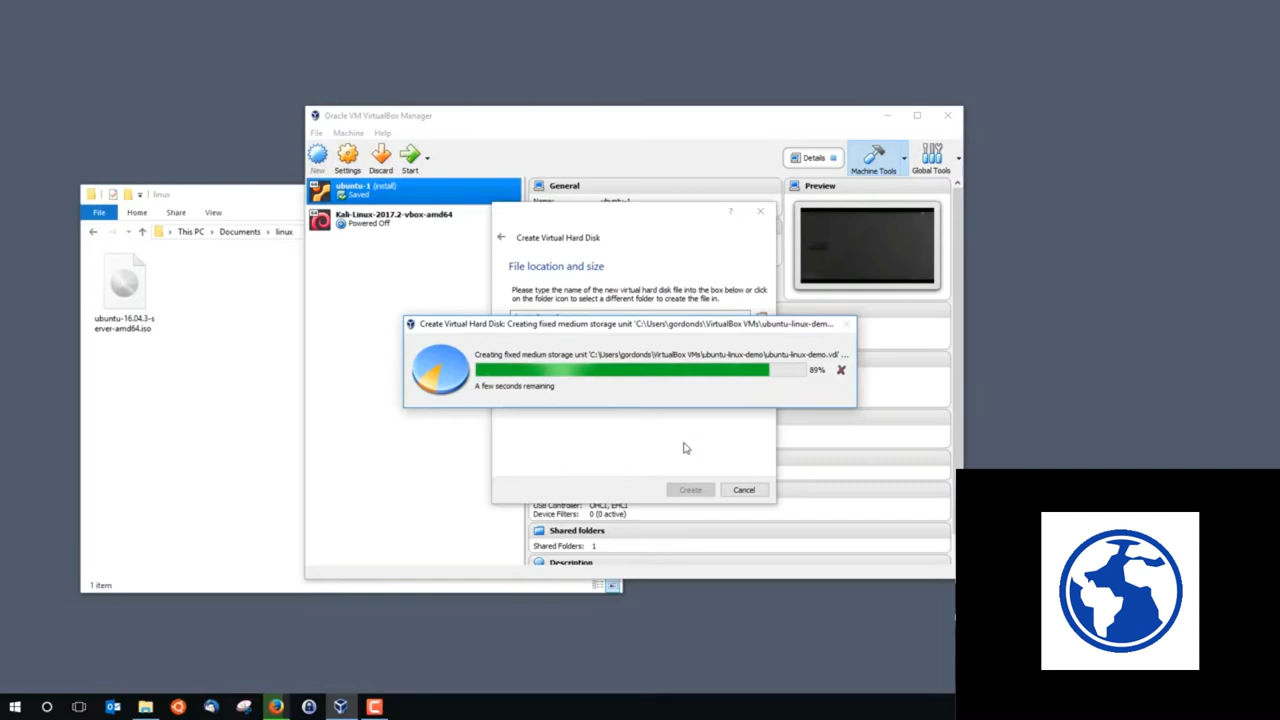 Oracle VM VirtualBox Manager
File Machine Help
New Settings Discard Start
Details Machine Tools Global Tools
ubuntu-1 (install)
Saved
Kali-Linux-2017.2-vbox-amd64
Powered Off
General
Name: ubuntu-1
Preview
linux
File Home Share View
This PC > Documents > linux
ubuntu-16.04.3-s
erver-amd64.iso
1 item
?
Create Virtual Hard Disk
File location and size
Please type the name of the new virtual hard disk file into the box below or click
on the folder icon to select a different folder to create the file in.
Create Virtual Hard Disk: Creating fixed medium storage unit 'C:\Users\gordonds\VirtualBox VMs\ubuntu-linux-dem...
Creating fixed medium storage unit 'C:\Users\gordonds\VirtualBox VMs\ubuntu-linux-demo\ubuntu-linux-demo.vdi' ...
89%
A few seconds remaining
Create Cancel
USB Controller: OHCI, EHCI
Device Filters: 0 (0 active)
Shared folders
Shared Folders: 1
Description